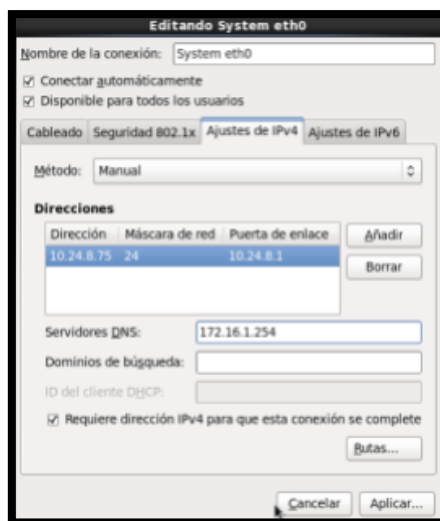 Editando System eth0
Nombre de la conexión: System eth0
Conectar automáticamente
Disponible para todos los usuarios
Cableado Seguridad 802.1x Ajustes de IPv4 Ajustes de IPv6
Método: Manual
Direcciones
Dirección Máscara de red Puerta de enlace Añadir
10.24.8.75 24 10.24.8.1
Borrar
Servidores DNS: 172.16.1.254
Dominios de búsqueda:
ID del cliente DHCP:
Requiere dirección IPv4 para que esta conexión se complete
Rutas...
Cancelar Aplicar...